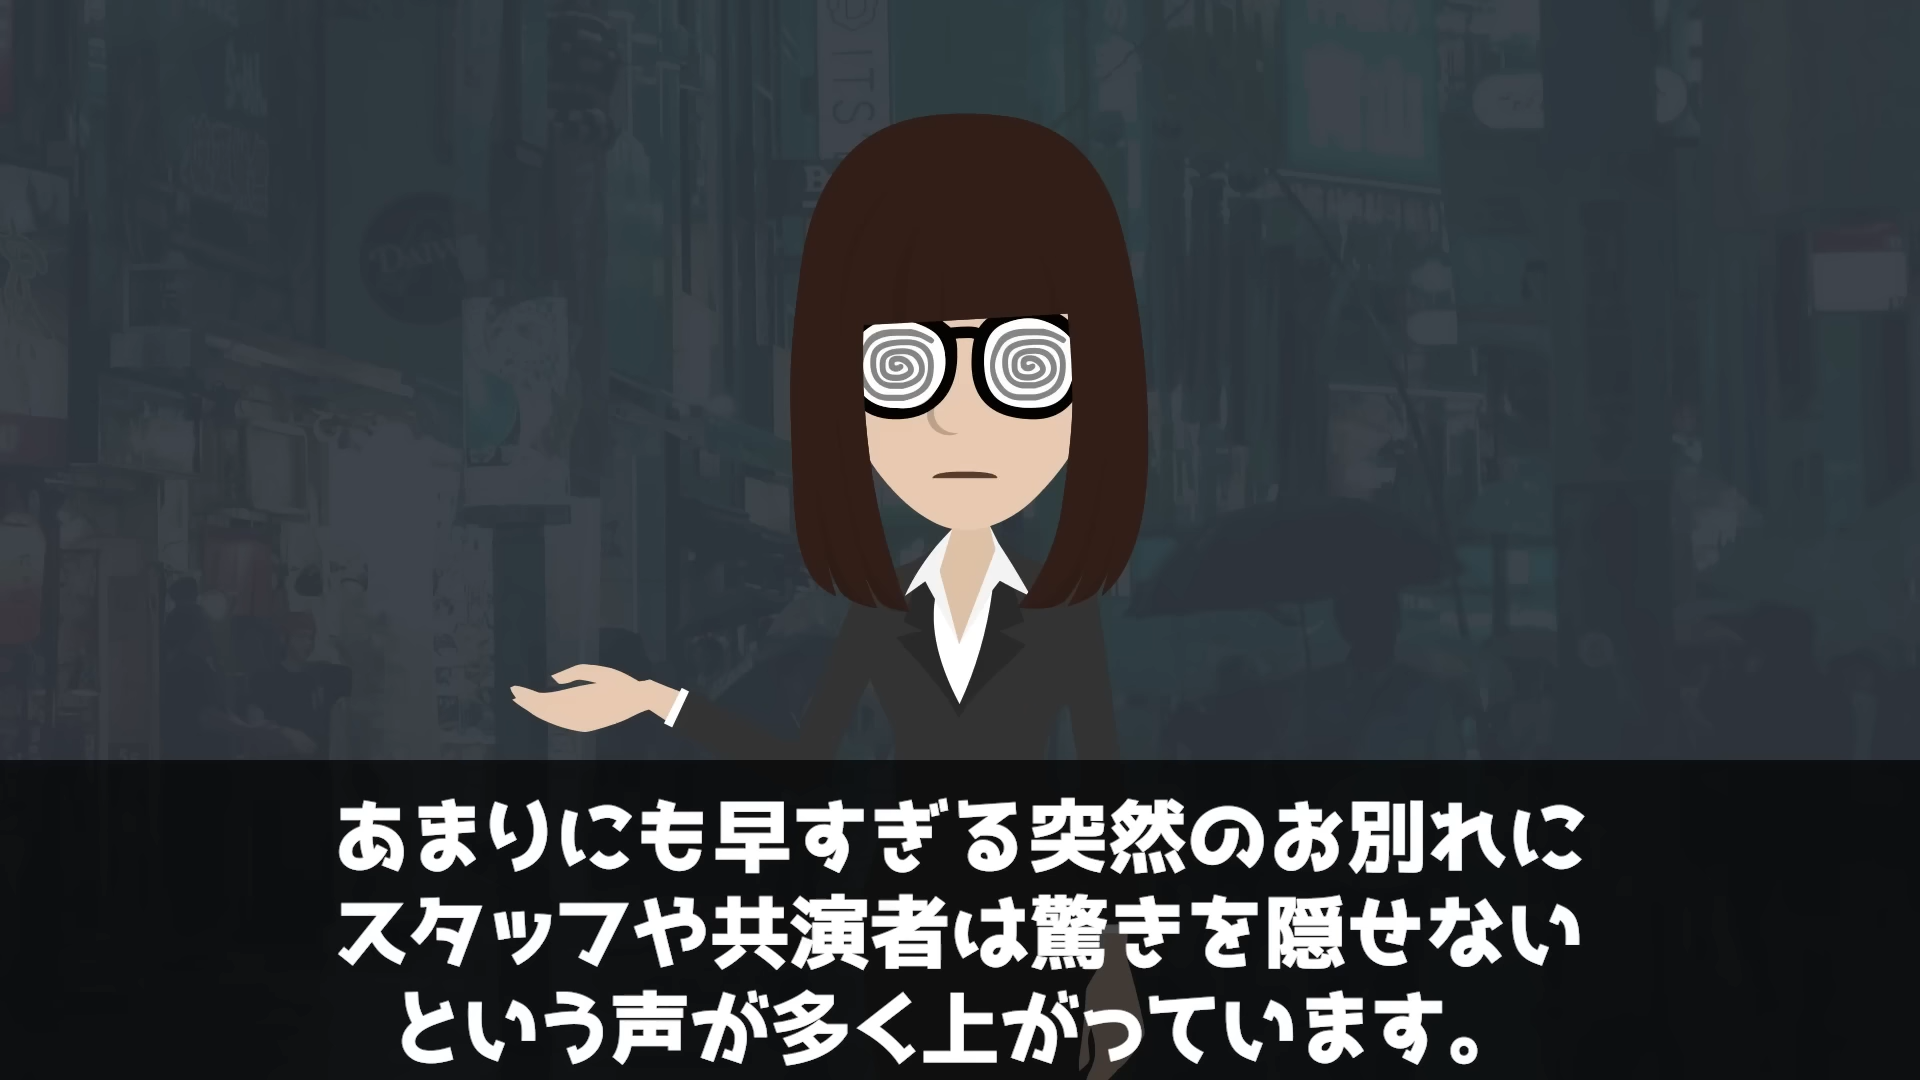 あまりにも早すぎる突然のお別れに
スタッフや共演者は驚きを隠せない
という声が多く上がっています。